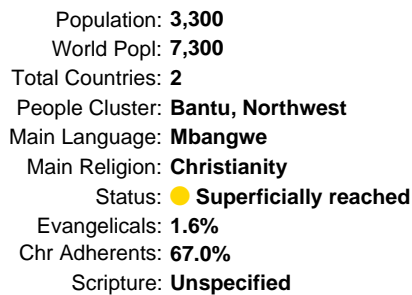 Population: 3,300
World Popl: 7,300
Total Countries: 2
People Cluster: Bantu, Northwest
Main Language: Mbangwe
Main Religion: Christianity
Status: Superficially reached
Evangelicals: 1.6%
Chr Adherents: 67.0%
Scripture: Unspecified